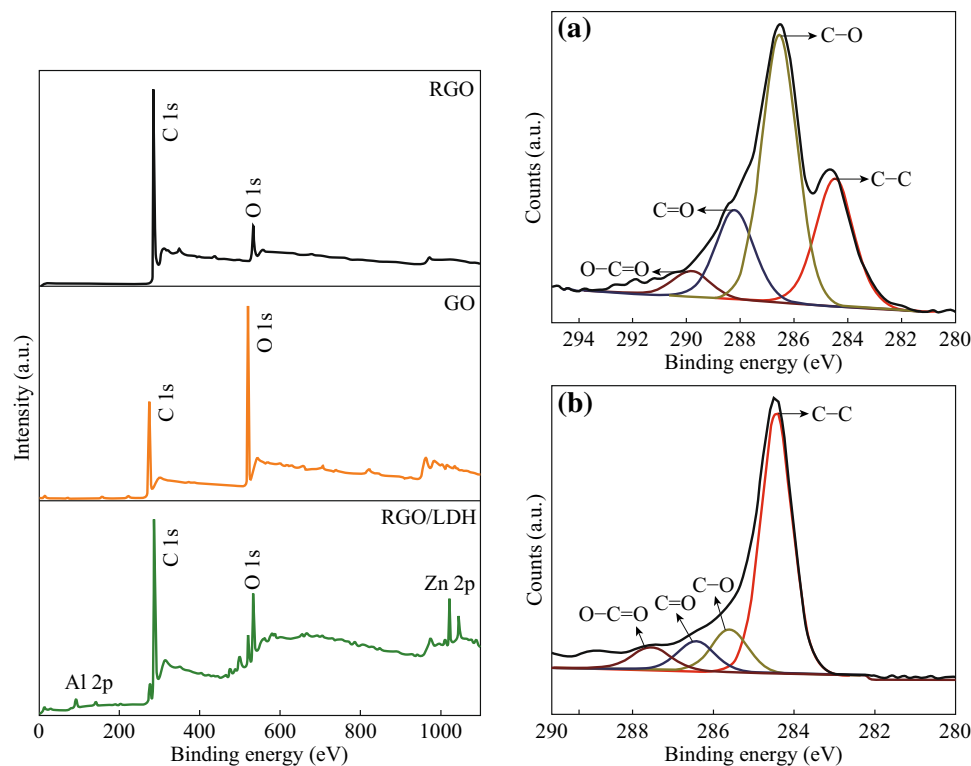 RGO
C 1s
O 1s
GO
C 1s
O 1s
RGO/LDH
C 1s
O 1s
Zn 2p
Al 2p
Intensity (a.u.)
0 200 400 600 800 1000
Binding energy (eV)
(a)
C−O
C−C
C=O
O−C=O
Counts (a.u.)
294 292 290 288 286 284 282 280
Binding energy (eV)
(b)
C−C
C−O
C=O
O−C=O
Counts (a.u.)
290 288 286 284 282 280
Binding energy (eV)